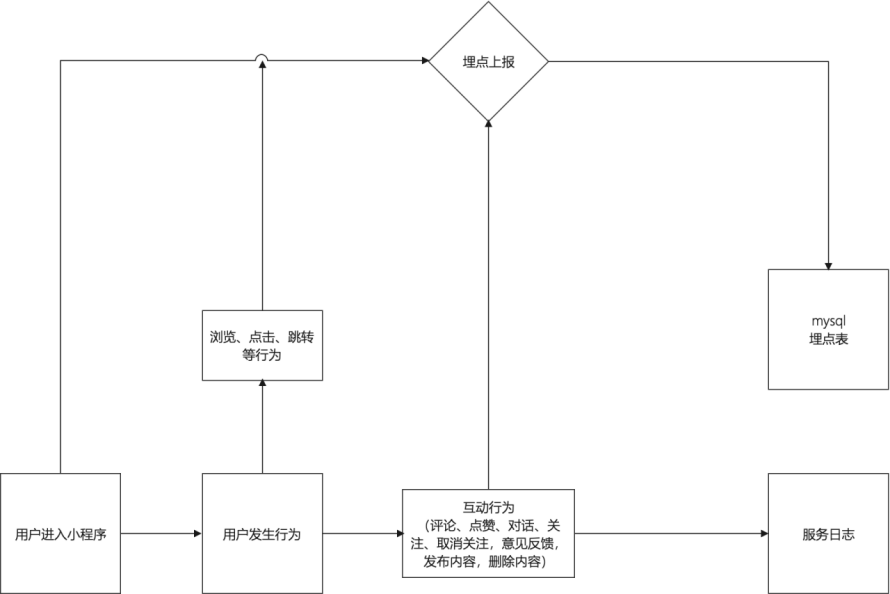 埋点上报
mysql
埋点表
浏览、点击、跳转
等行为
用户进入小程序
用户发生行为
互动行为
（评论、点赞、对话、关
注、取消关注，意见反馈，
发布内容，删除内容）
服务日志